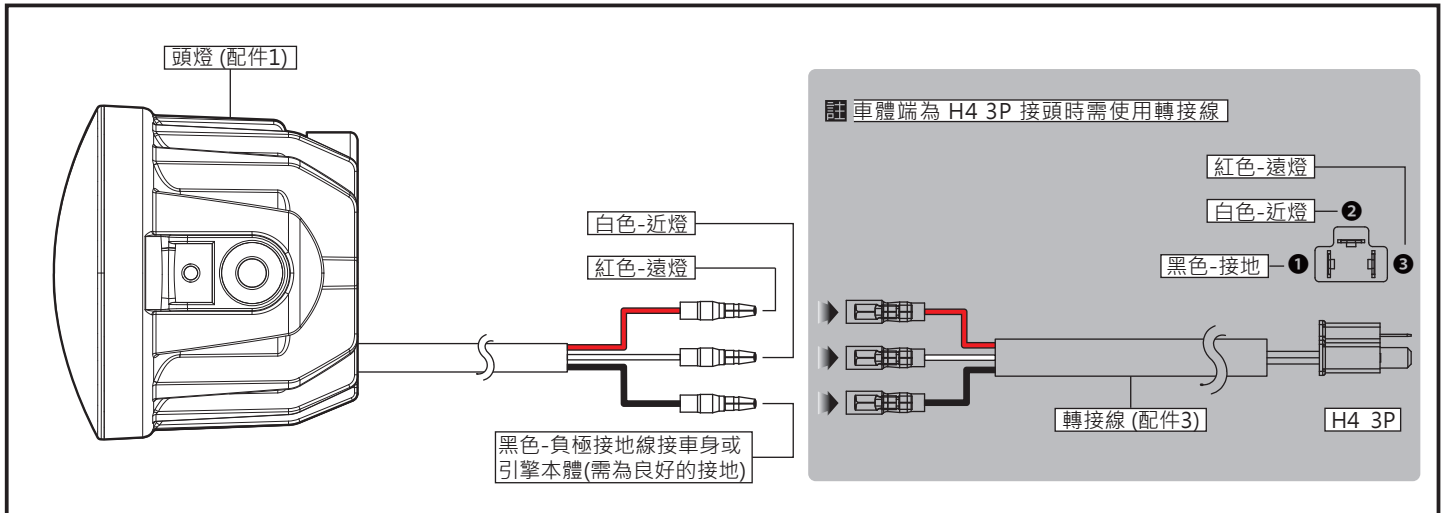 頭燈 (配件1)
白色-近燈
紅色-遠燈
黑色-負極接地線接車身或
引擎本體(需為良好的接地)
註 車體端為 H4 3P 接頭時需使用轉接線
紅色-遠燈
白色-近燈 ❷
黑色-接地 ❶ ❸
轉接線 (配件3)
H4 3P